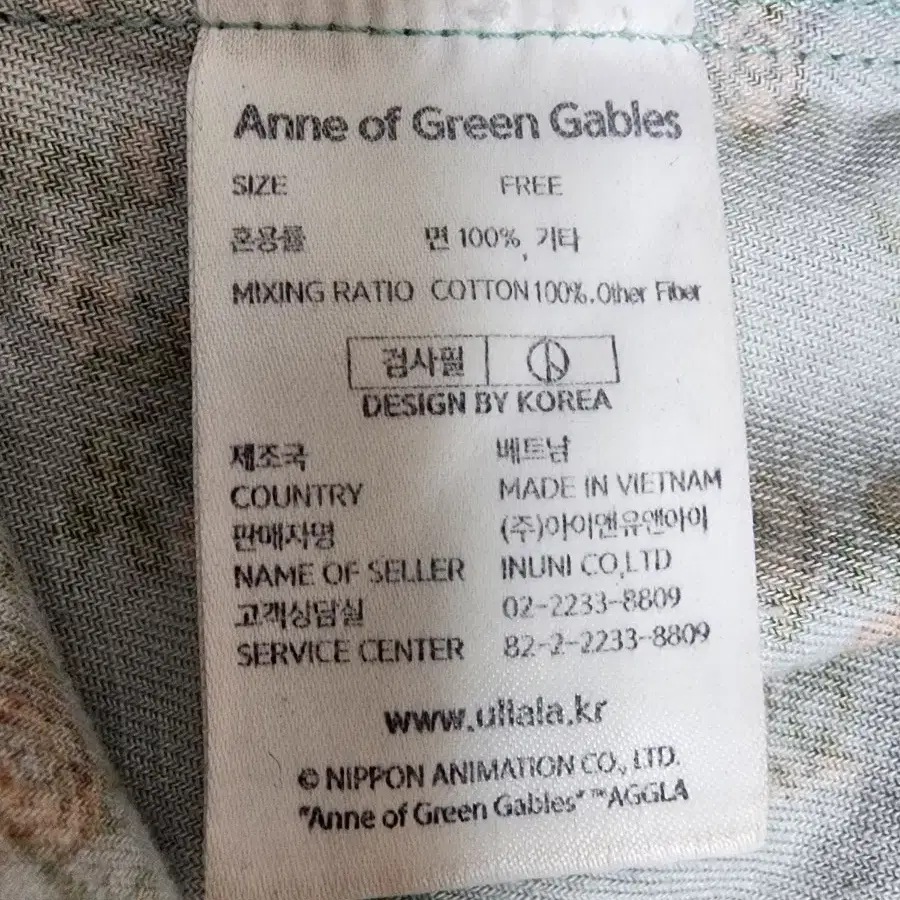 Anne of Green Gables
SIZE FREE
혼용률 면 100%, 기타
MIXING RATIO COTTON 100%.Other Fiber
검사필
DESIGN BY KOREA
제조국 베트남
COUNTRY MADE IN VIETNAM
판매자명 (주)아이앤유앤아이
NAME OF SELLER INUNI CO,LTD
고객상담실 02-2233-8809
SERVICE CENTER 82-2-2233-8809
www.ullala.kr
© NIPPON ANIMATION CO., LTD.
"Anne of Green Gables" ™AGGLA